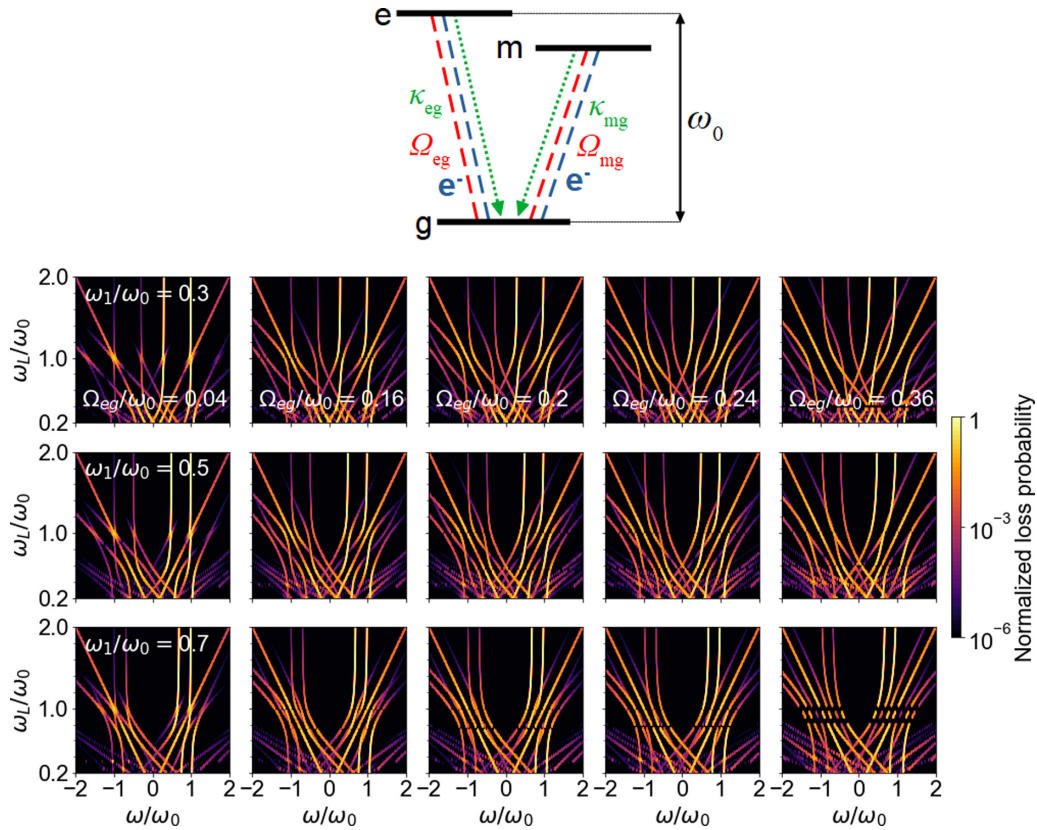 e
m
κeg
κmg
ω0
Ωeg
Ωmg
e-
e-
g
2.0
ω1/ω0 = 0.3
ωL/ω0
1.0
Ωeg/ω0 = 0.04
Ωeg/ω0 = 0.16
Ωeg/ω0 = 0.2
Ωeg/ω0 = 0.24
Ωeg/ω0 = 0.36
0.2
2.0
ω1/ω0 = 0.5
ωL/ω0
1.0
0.2
2.0
ω1/ω0 = 0.7
ωL/ω0
1.0
0.2
−2 −1 0 1 2 −2 −1 0 1 2 −2 −1 0 1 2 −2 −1 0 1 2 −2 −1 0 1 2
ω/ω0 ω/ω0 ω/ω0 ω/ω0 ω/ω0
1
10−3
10−6
Normalized loss probability